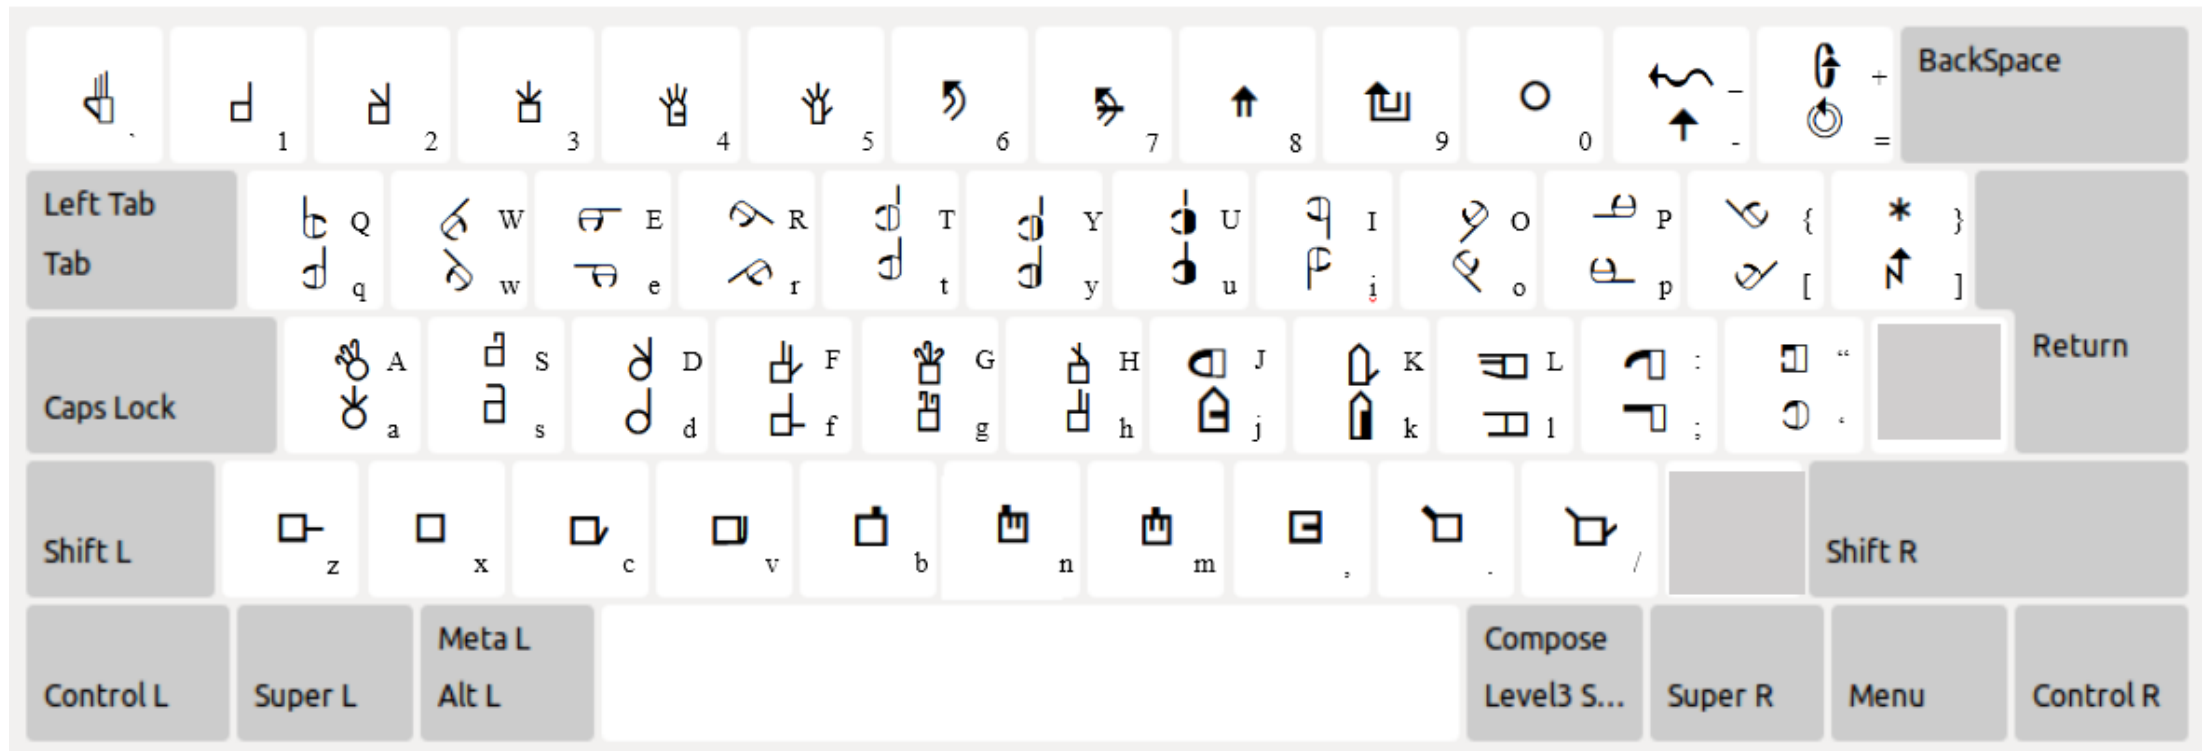 ` 1 2 3 4 5 6 7 8 9 0 _ - + = BackSpace
Left Tab
Tab
Q q W w E e R r T t Y y U u I i O o P p { [ } ]
Return
Caps Lock
A a S s D d F f G g H h J j K k L l : ; “ ‘
Shift L
z x c v b n m , . /
Shift R
Control L
Super L
Meta L
Alt L
Compose
Level3 S...
Super R
Menu
Control R